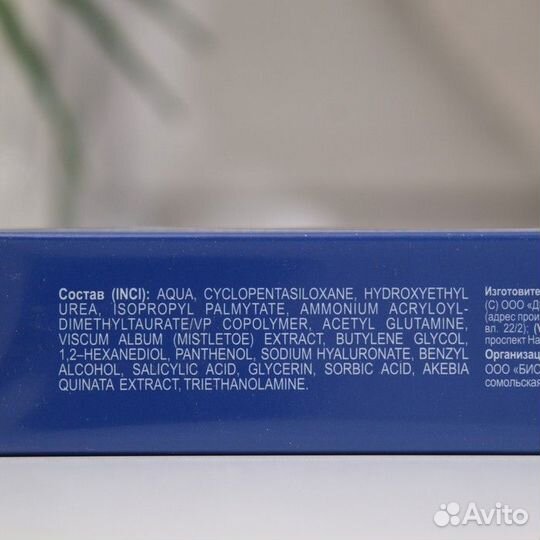 Состав (INCI): AQUA, CYCLOPENTASILOXANE, HYDROXYETHYL
UREA, ISOPROPYL PALMYTATE, AMMONIUM ACRYLOYL-
DIMETHYLTAURATE/VP COPOLYMER, ACETYL GLUTAMINE,
VISCUM ALBUM (MISTLETOE) EXTRACT, BUTYLENE GLYCOL,
1,2-HEXANEDIOL, PANTHENOL, SODIUM HYALURONATE, BENZYL
ALCOHOL, SALICYLIC ACID, GLYCERIN, SORBIC ACID, AKEBIA
QUINATA EXTRACT, TRIETHANOLAMINE.
Изготовите
(С) ООО «Д
(адрес прои
вл. 22/2); (
проспект На
Организац
ООО «БИО
сомольская
Avito